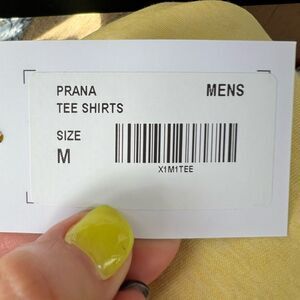 PRANA MENS
TEE SHIRTS
SIZE
M
X1M1TEE